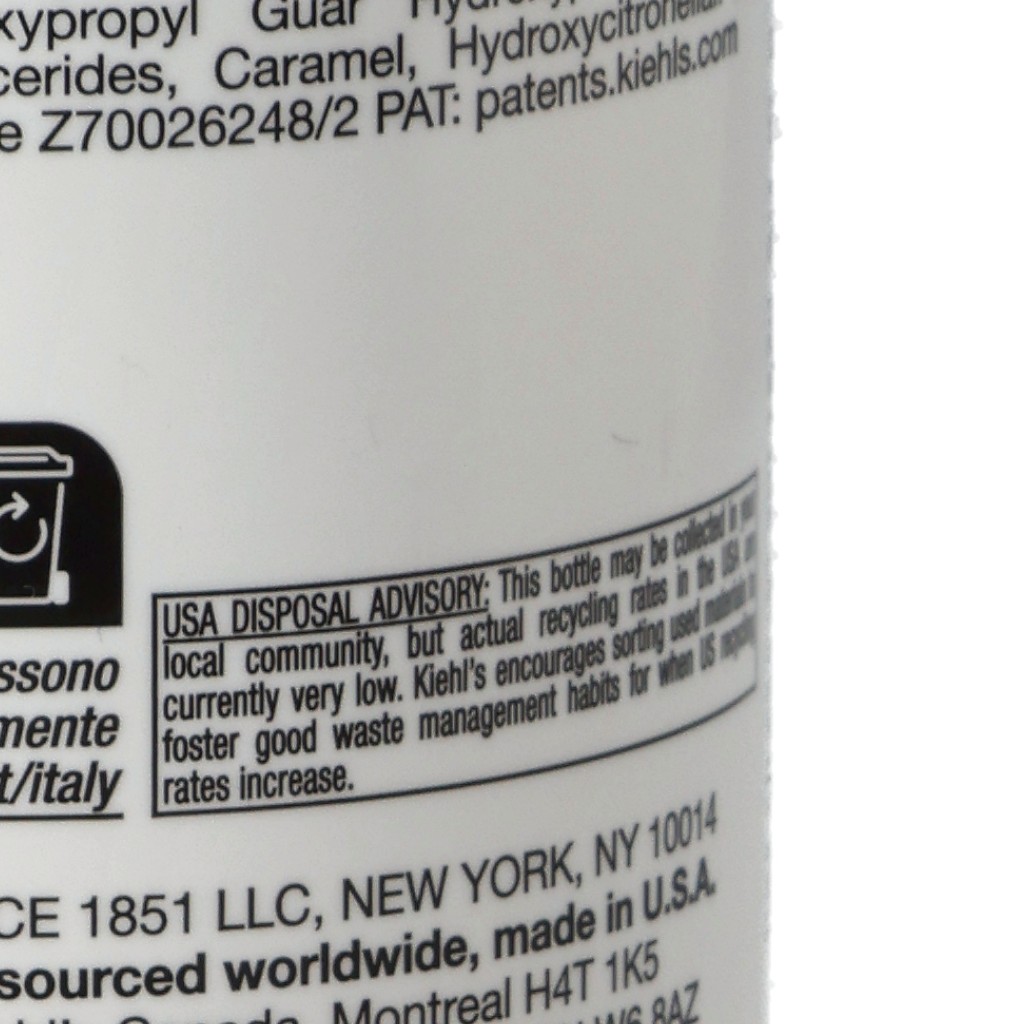 xypropyl Guar
cerides, Caramel, Hydroxycitronellal
e Z70026248/2 PAT: patents.kiehls.com
USA DISPOSAL ADVISORY: This bottle may be collected in your
local community, but actual recycling rates in the USA are
currently very low. Kiehl's encourages sorting used materials to
foster good waste management habits for when US recycling
rates increase.
ssono
mente
t/italy
CE 1851 LLC, NEW YORK, NY 10014
sourced worldwide, made in U.S.A.
Canada, Montreal H4T 1K5
W6 8AZ